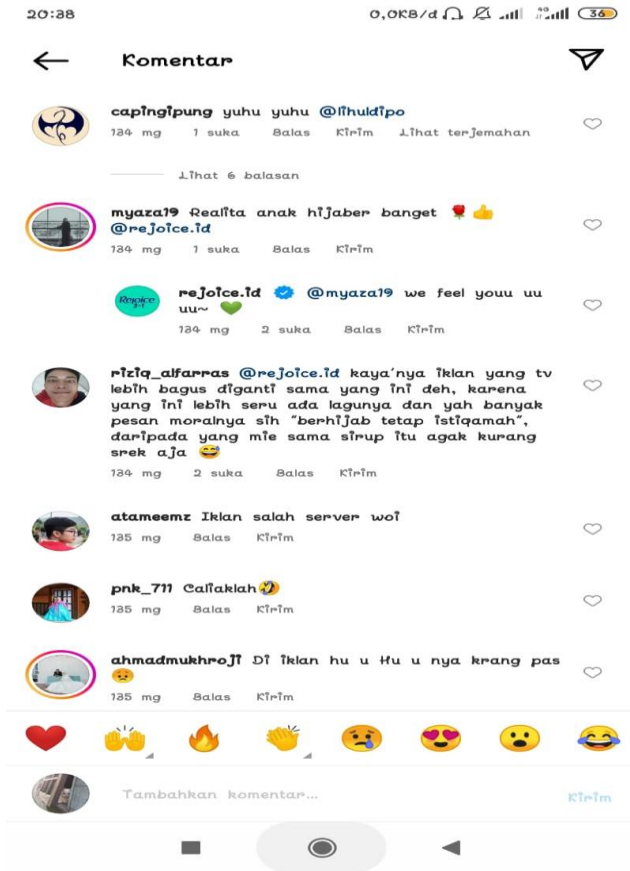 20:38
0,0KB/d
4G
36
Komentar
capingipung yuhu yuhu @lihuldipo
134 mg 1 suka Balas Kirim Lihat terjemahan
Lihat 6 balasan
myaza19 Realita anak hijaber banget 🌹👍
@rejoice.id
134 mg 1 suka Balas Kirim
Rejoice
3-1
rejoice.id @myaza19 we feel youu uu
uu~ 💚
134 mg 2 suka Balas Kirim
riziq_alfarras @rejoice.id kaya'nya iklan yang tv
lebih bagus diganti sama yang ini deh, karena
yang ini lebih seru ada lagunya dan yah banyak
pesan moralnya sih "berhijab tetap istiqamah",
daripada yang mie sama sirup itu agak kurang
srek aja 😅
134 mg 2 suka Balas Kirim
atameemz Iklan salah server woi
135 mg Balas Kirim
pnk_711 Caliaklah🤣
135 mg Balas Kirim
ahmadmukhroji Di iklan hu u Hu u nya krang pas
😡
135 mg Balas Kirim
❤️ 🙌 🔥 👏 😢 😍 😮 😂
Tambahkan komentar...
Kirim